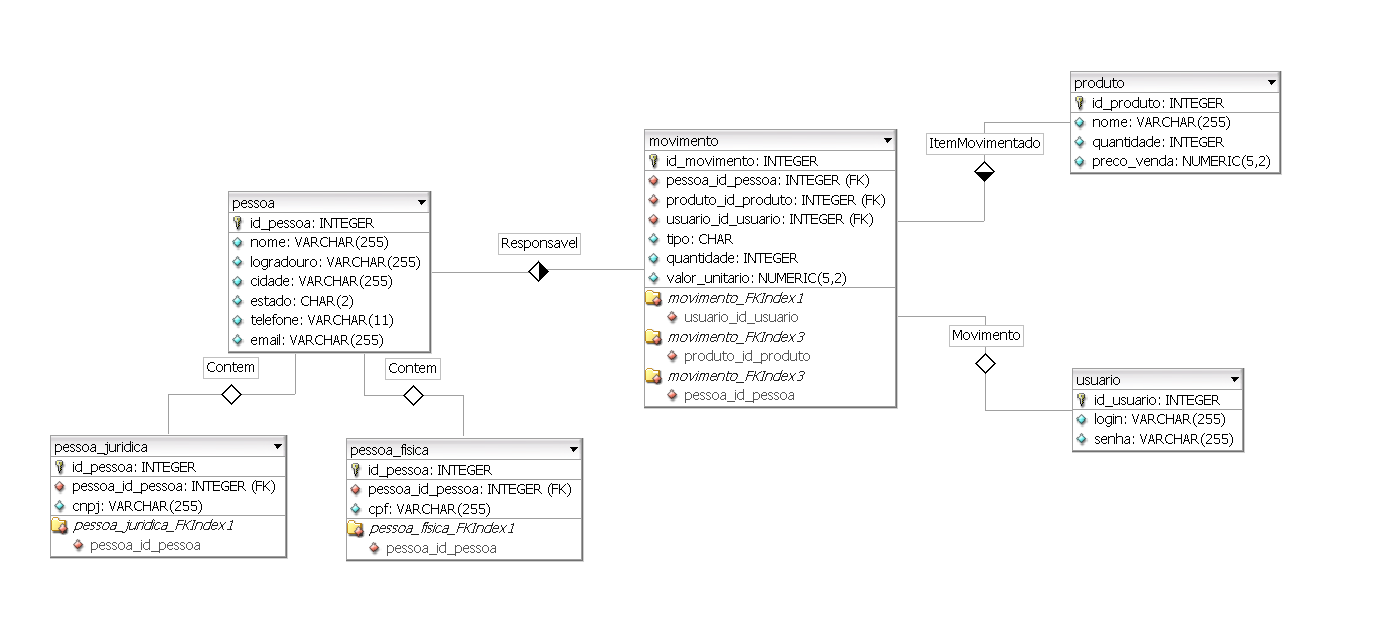 produto
id_produto: INTEGER
nome: VARCHAR(255)
quantidade: INTEGER
preco_venda: NUMERIC(5,2)
ItemMovimentado
movimento
id_movimento: INTEGER
pessoa_id_pessoa: INTEGER (FK)
produto_id_produto: INTEGER (FK)
usuario_id_usuario: INTEGER (FK)
tipo: CHAR
quantidade: INTEGER
valor_unitario: NUMERIC(5,2)
movimento_FKIndex1
usuario_id_usuario
movimento_FKIndex3
produto_id_produto
movimento_FKIndex3
pessoa_id_pessoa
pessoa
id_pessoa: INTEGER
nome: VARCHAR(255)
logradouro: VARCHAR(255)
cidade: VARCHAR(255)
estado: CHAR(2)
telefone: VARCHAR(11)
email: VARCHAR(255)
Responsavel
Movimento
usuario
id_usuario: INTEGER
login: VARCHAR(255)
senha: VARCHAR(255)
Contem
Contem
pessoa_juridica
id_pessoa: INTEGER
pessoa_id_pessoa: INTEGER (FK)
cnpj: VARCHAR(255)
pessoa_juridica_FKIndex1
pessoa_id_pessoa
pessoa_fisica
id_pessoa: INTEGER
pessoa_id_pessoa: INTEGER (FK)
cpf: VARCHAR(255)
pessoa_fisica_FKIndex1
pessoa_id_pessoa